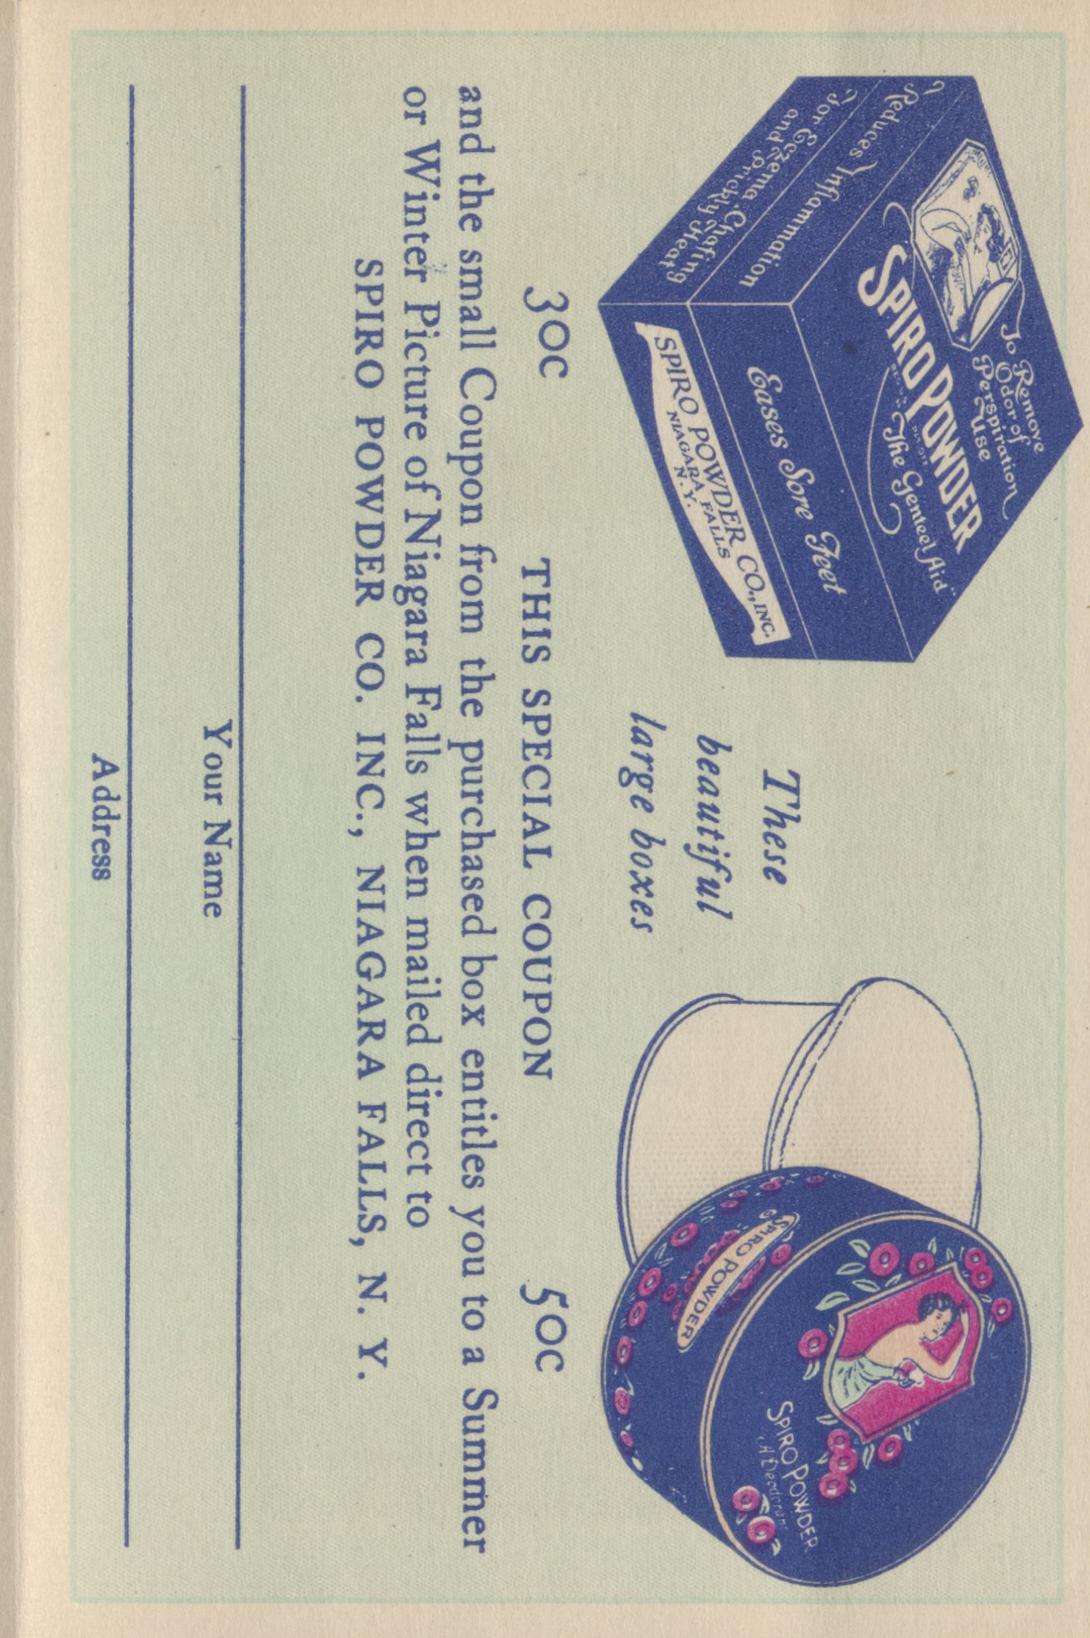 To Remove
Odor of
Perspiration
Use
SPIRO POWDER
"The Genteel Aid"
Reduces Inflammation
For Eczema, Chafing
and Prickly Heat
Eases Sore Feet
SPIRO POWDER CO., INC.
NIAGARA FALLS
N.Y.
These
beautiful
large boxes
SPIRO POWDER
SPIRO POWDER
A Deodorant
30c
50c
THIS SPECIAL COUPON
and the small Coupon from the purchased box entitles you to a Summer
or Winter Picture of Niagara Falls when mailed direct to
SPIRO POWDER CO. INC., NIAGARA FALLS, N. Y.
Your Name
Address